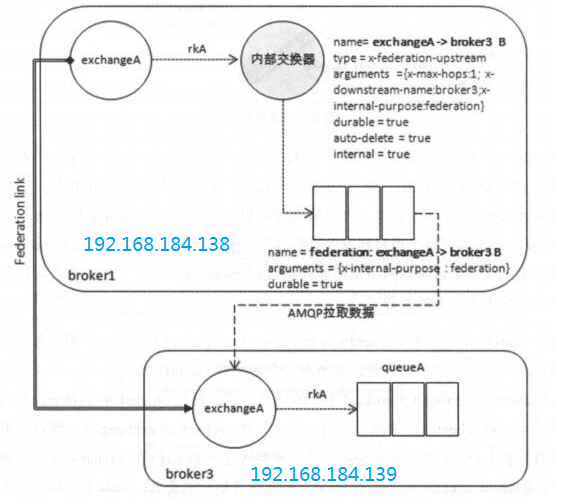 exchangeA
rkA
内部交换器
name= exchangeA -> broker3 B
type = x-federation-upstream
arguments ={x-max-hops:1; x-
downstream-name:broker3;x-
internal-purpose:federation}
durable = true
auto-delete = true
internal = true
Federation link
192.168.184.138
name = federation: exchangeA -> broker3 B
arguments = {x-internal-purpose : federation}
durable = true
broker1
AMQP拉取数据
queueA
exchangeA
rkA
broker3
192.168.184.139